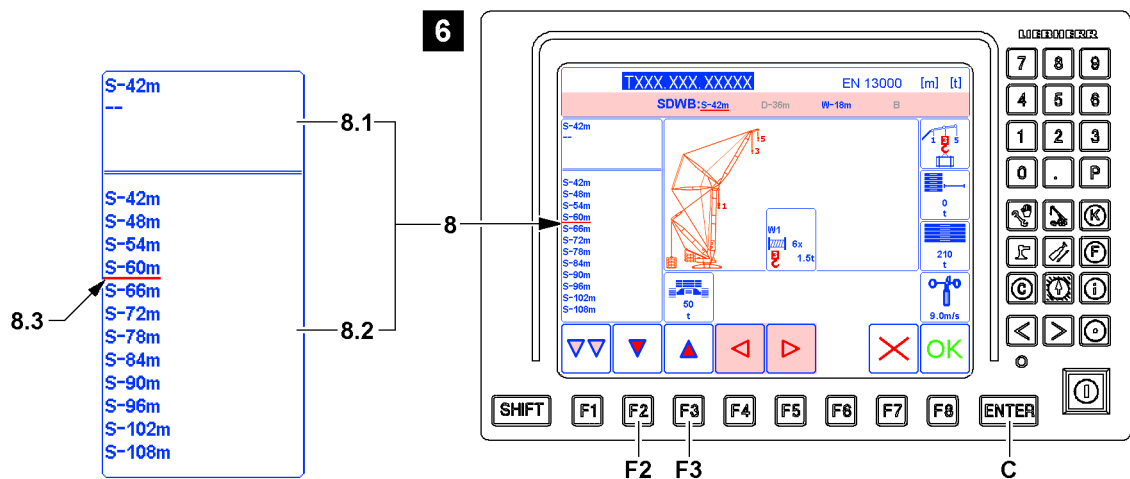 6
LIEBHERR
S-42m
--
8.1
S-42m
S-48m
S-54m
S-60m
S-66m
S-72m
S-78m
S-84m
S-90m
S-96m
S-102m
S-108m
8.3
8.2
8
TXXX.XXX.XXXXX EN 13000 [m] [t]
SDWB:S-42m D-36m W-18m B
S-42m
--
S-42m
S-48m
S-54m
S-60m
S-66m
S-72m
S-78m
S-84m
S-90m
S-96m
S-102m
S-108m
5
3
1
2
W1
6x
3
1.5t
50
t
1 3 5
0
t
210
t
9.0m/s
OK
7 8 9
4 5 6
1 2 3
0 . P
K
F
C i
SHIFT F1 F2 F3 F4 F5 F6 F7 F8 ENTER
F2 F3 C